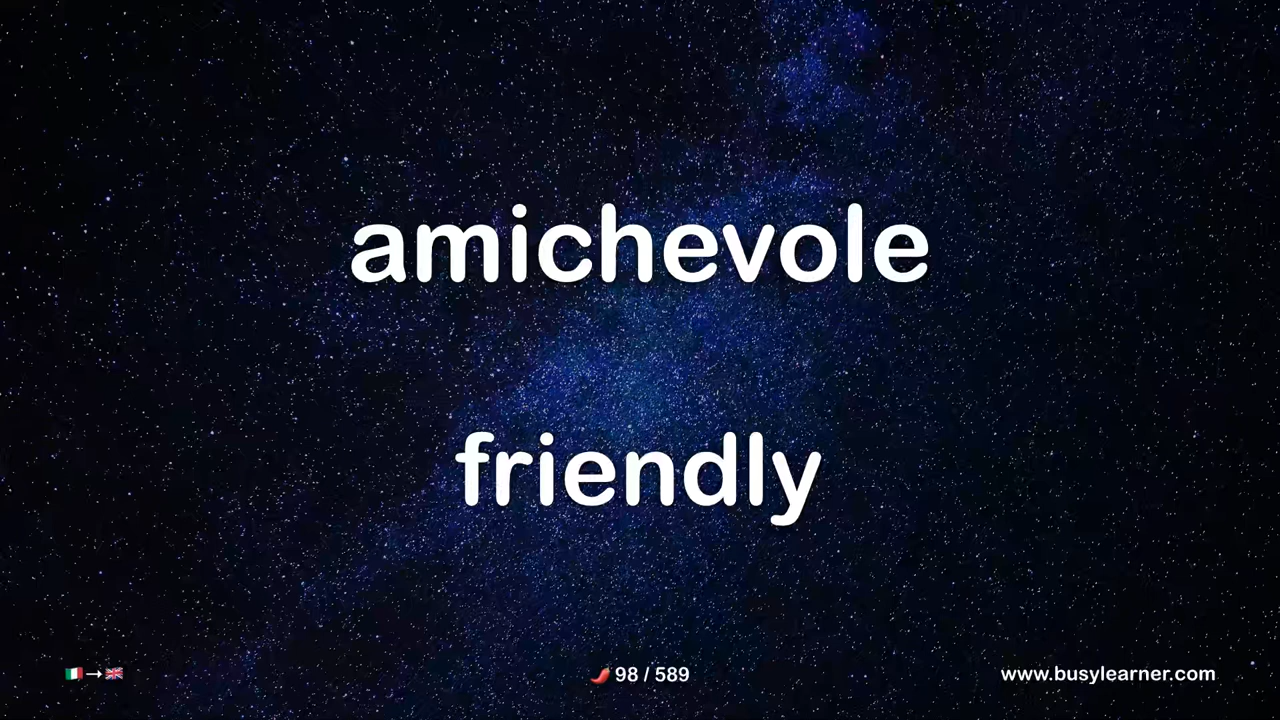 amichevole
friendly
🇮🇹→🇬🇧 🌶️ 98 / 589 www.busylearner.com